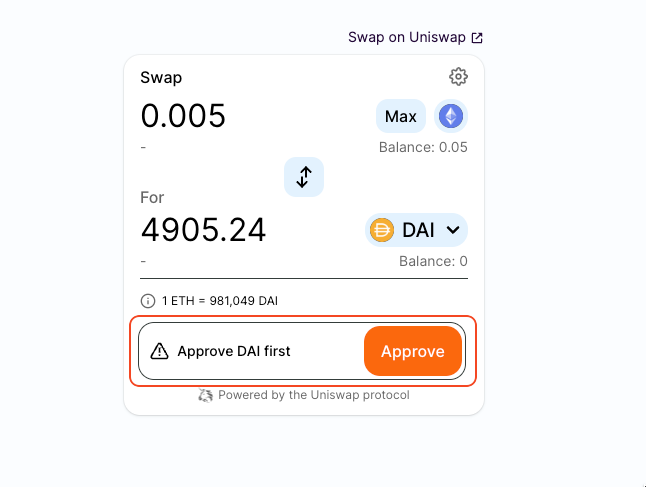 Swap on Uniswap
Swap
0.005
Max
-
Balance: 0.05
For
4905.24
DAI
-
Balance: 0
1 ETH = 981,049 DAI
Approve DAI first
Approve
Powered by the Uniswap protocol